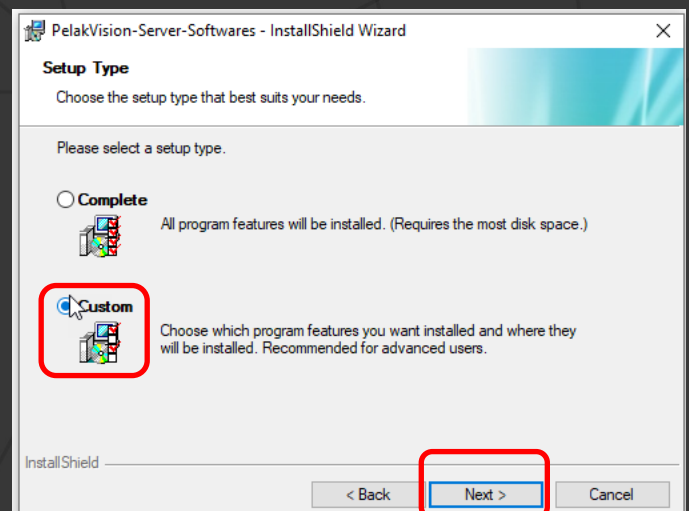 PelakVision-Server-Softwares - InstallShield Wizard
Setup Type
Choose the setup type that best suits your needs.
Please select a setup type.
Complete
All program features will be installed. (Requires the most disk space.)
Custom
Choose which program features you want installed and where they
will be installed. Recommended for advanced users.
InstallShield
< Back
Next >
Cancel